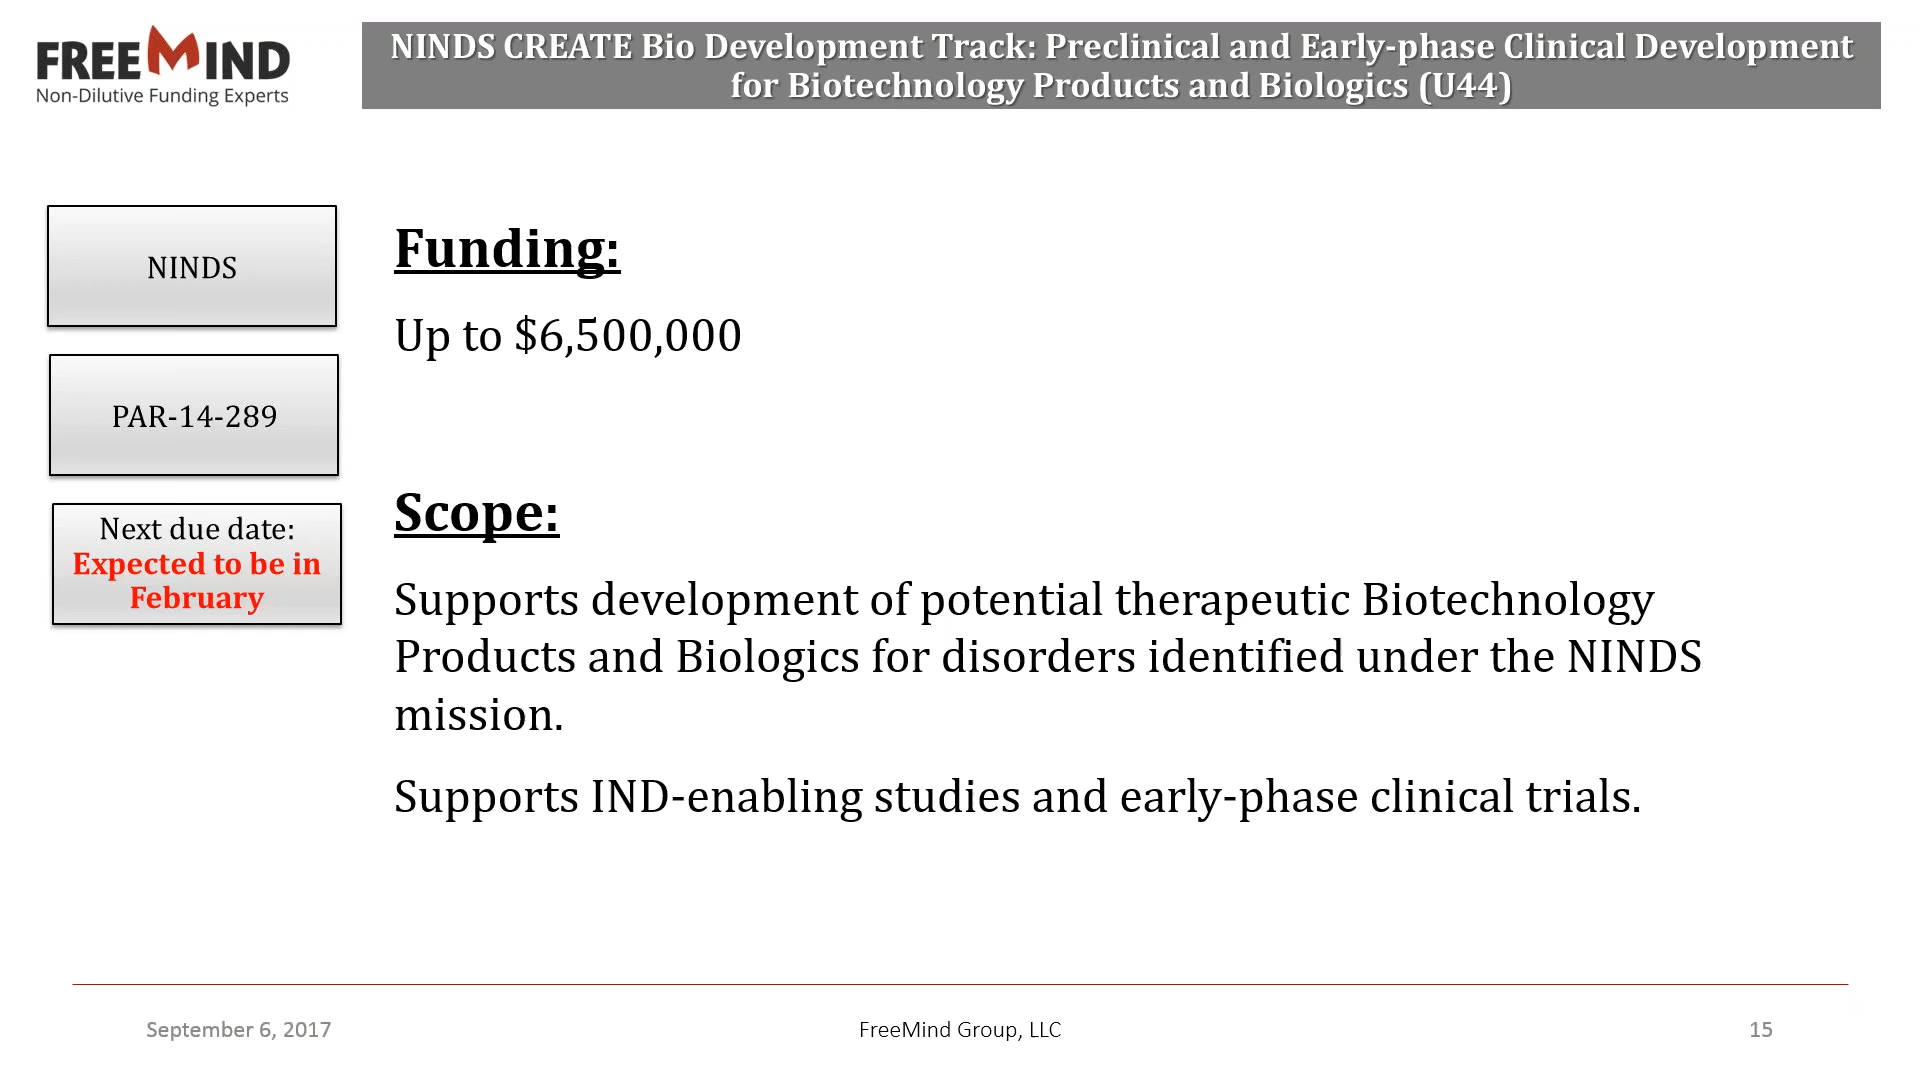 FREEMIND
Non-Dilutive Funding Experts
NINDS CREATE Bio Development Track: Preclinical and Early-phase Clinical Development
for Biotechnology Products and Biologics (U44)
NINDS
PAR-14-289
Next due date:
Expected to be in
February
Funding:
Up to $6,500,000
Scope:
Supports development of potential therapeutic Biotechnology
Products and Biologics for disorders identified under the NINDS
mission.
Supports IND-enabling studies and early-phase clinical trials.
September 6, 2017
FreeMind Group, LLC
15